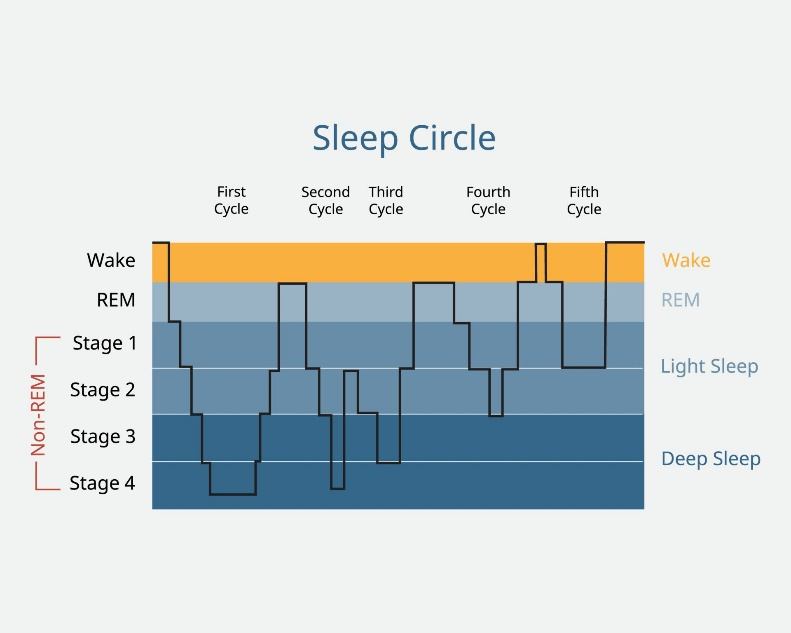 Sleep Circle
First
Cycle
Second
Cycle
Third
Cycle
Fourth
Cycle
Fifth
Cycle
Wake
REM
Stage 1
Stage 2
Stage 3
Stage 4
Non-REM
Wake
REM
Light Sleep
Deep Sleep